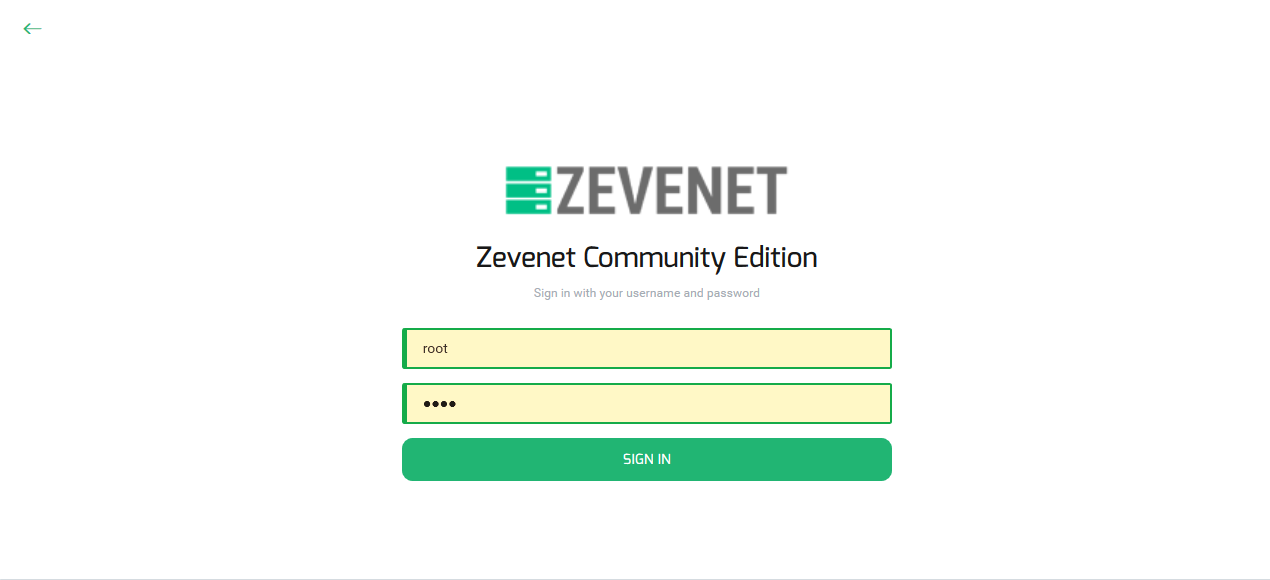 ZEVENET
Zevenet Community Edition
Sign in with your username and password
root
••••
SIGN IN